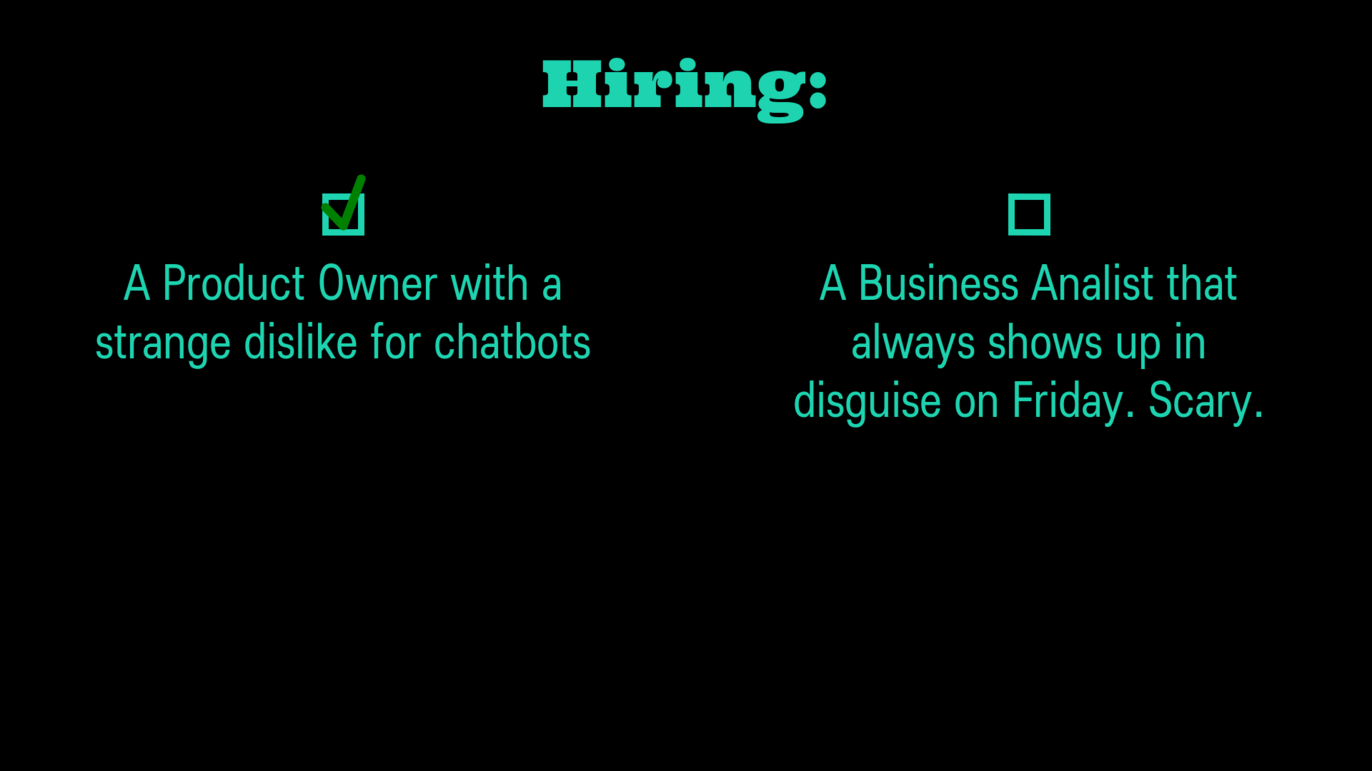 Hiring:
A Product Owner with a
strange dislike for chatbots
A Business Analist that
always shows up in
disguise on Friday. Scary.